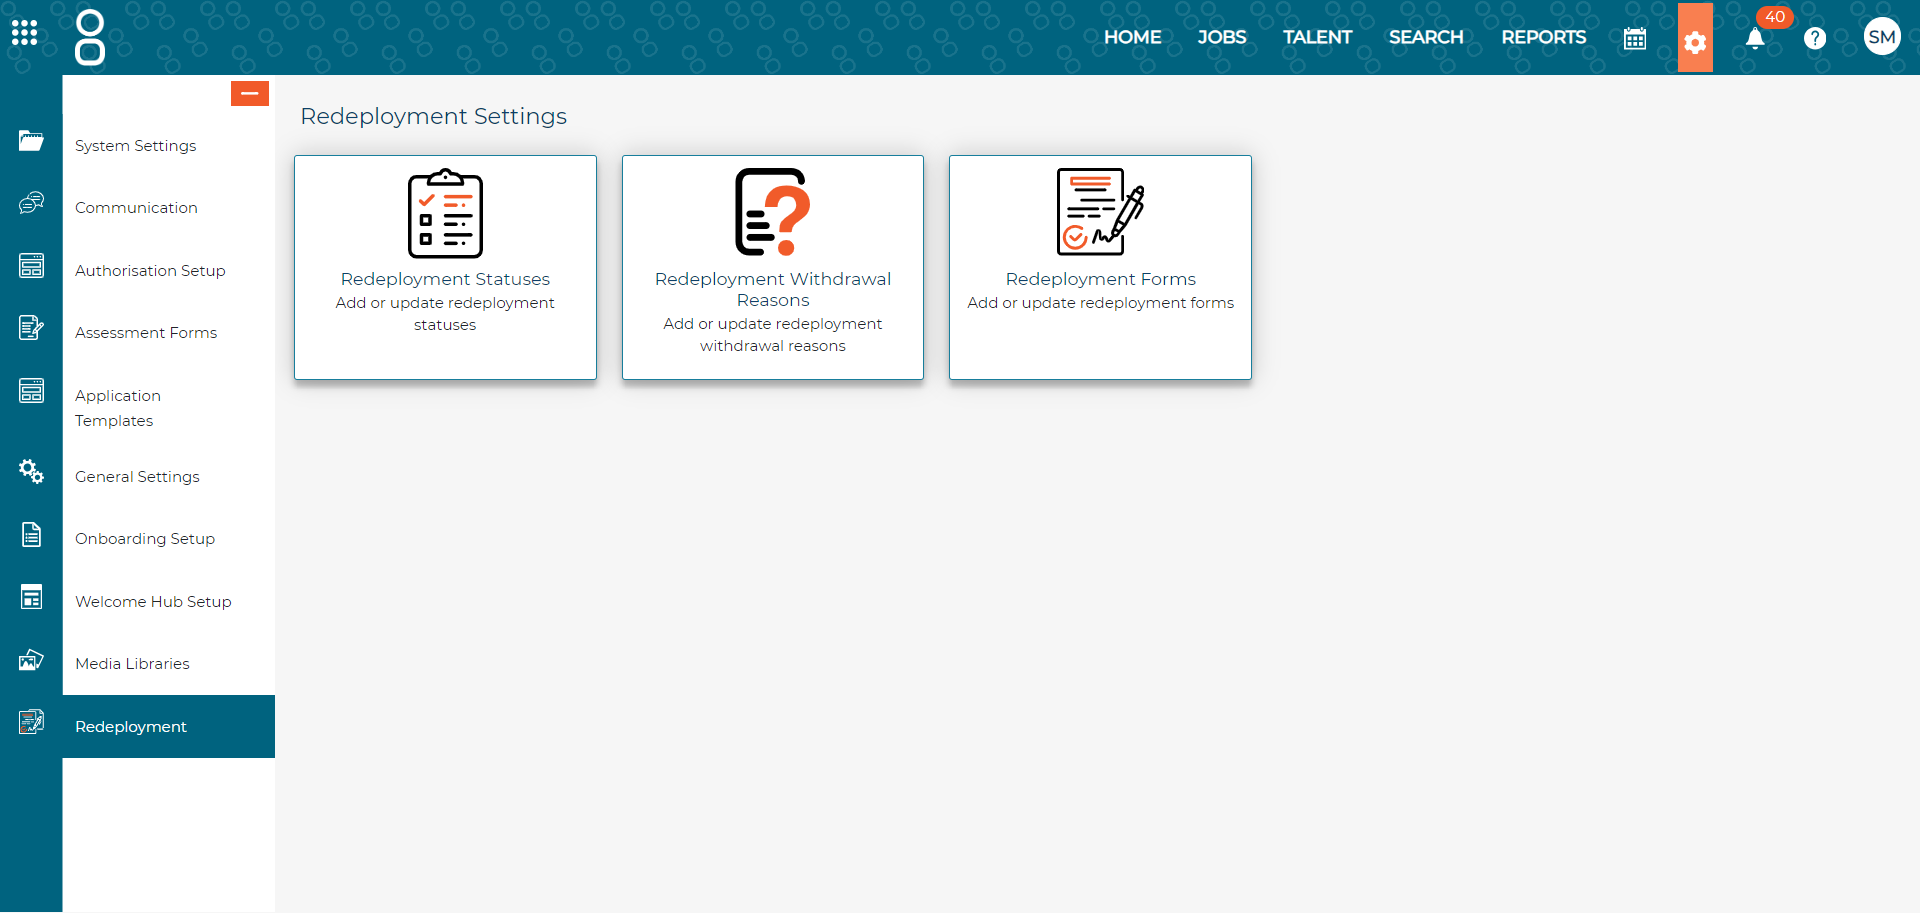 HOME JOBS TALENT SEARCH REPORTS 40 ? SM
System Settings
Communication
Authorisation Setup
Assessment Forms
Application
Templates
General Settings
Onboarding Setup
Welcome Hub Setup
Media Libraries
Redeployment
Redeployment Settings
Redeployment Statuses
Add or update redeployment
statuses
Redeployment Withdrawal
Reasons
Add or update redeployment
withdrawal reasons
Redeployment Forms
Add or update redeployment forms